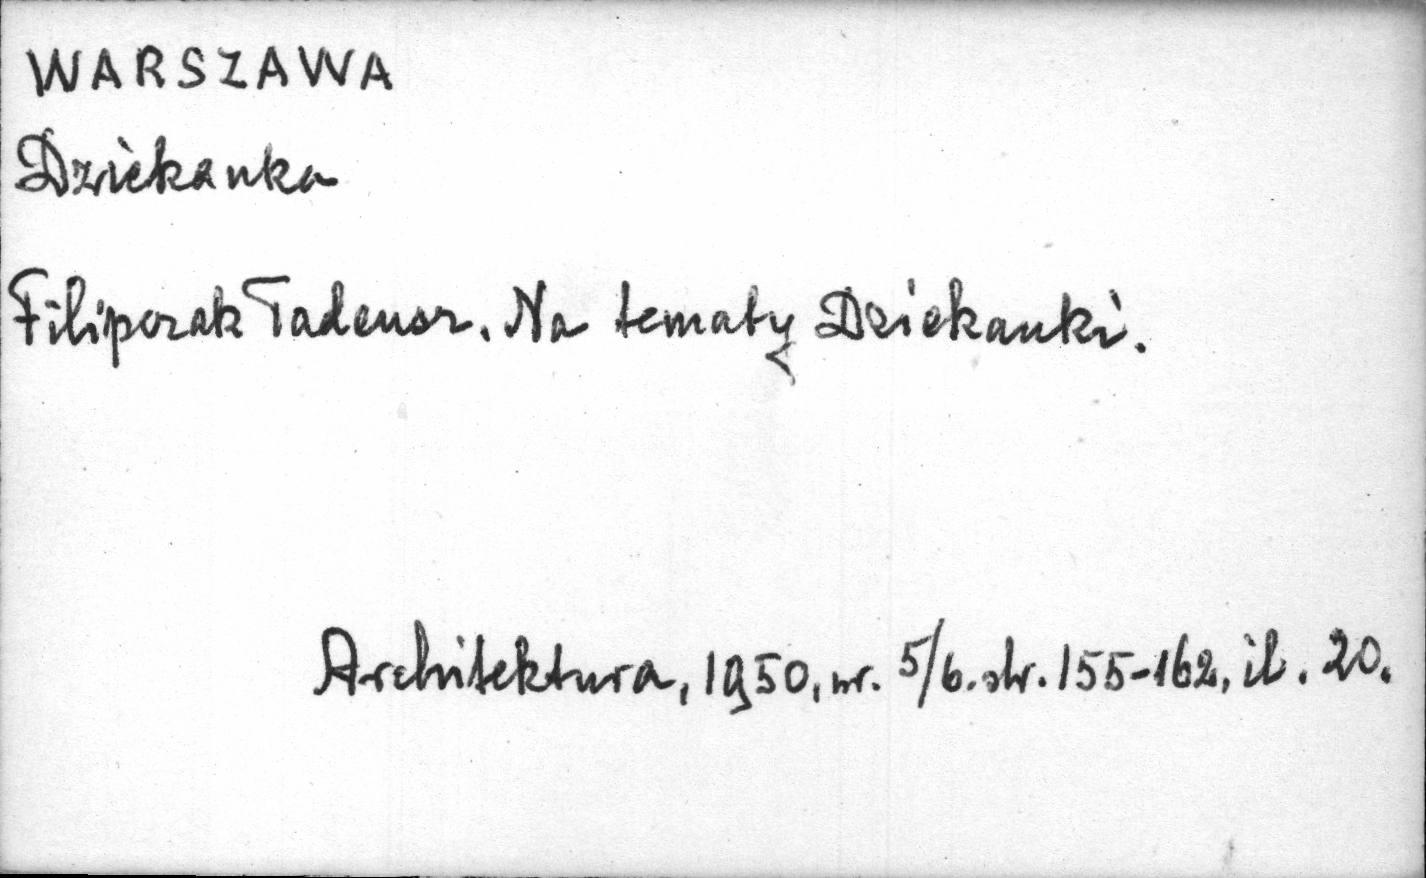 WARSZAWA
Dziekanka
Filipczak Tadeusz. Na tematy Dziekanki.
Architektura, 1950, nr. 5/6. str. 155-162, il. 20.